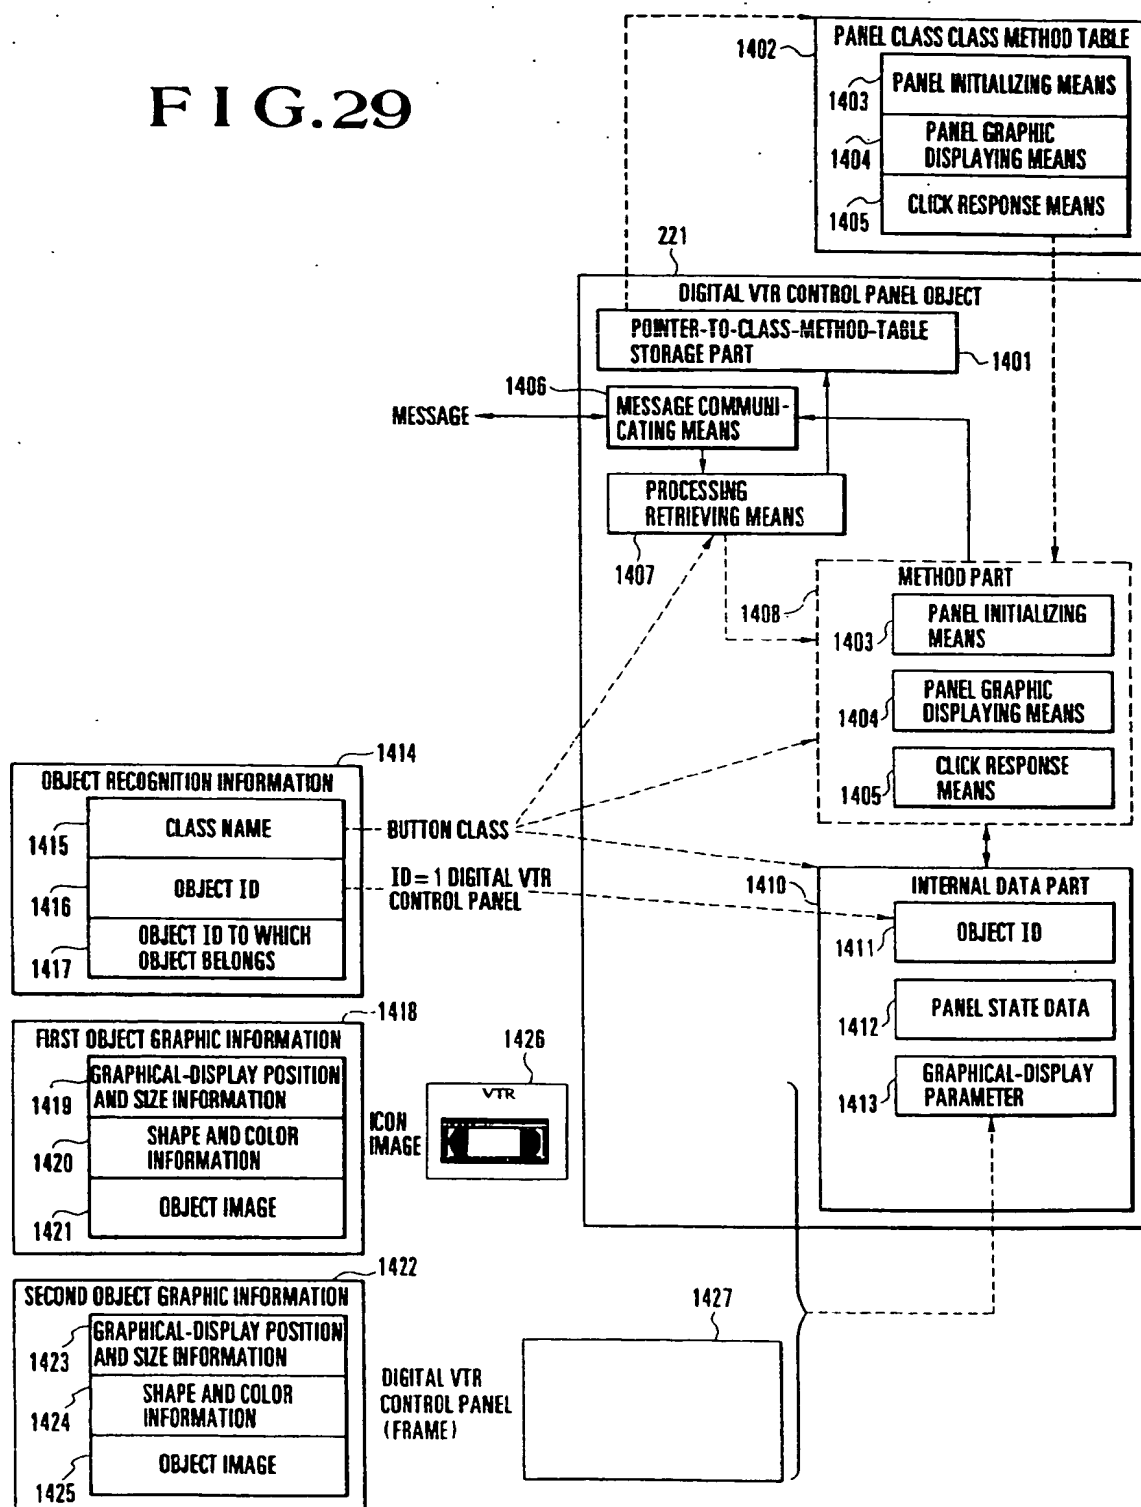 FIG.29
1402
PANEL CLASS CLASS METHOD TABLE
1403
PANEL INITIALIZING MEANS
1404
PANEL GRAPHIC
DISPLAYING MEANS
1405
CLICK RESPONSE MEANS
221
DIGITAL VTR CONTROL PANEL OBJECT
POINTER-TO-CLASS-METHOD-TABLE
STORAGE PART
1401
1406
MESSAGE
MESSAGE COMMUNI-
CATING MEANS
PROCESSING
RETRIEVING MEANS
1407
1408
METHOD PART
1403
PANEL INITIALIZING
MEANS
1404
PANEL GRAPHIC
DISPLAYING MEANS
1405
CLICK RESPONSE
MEANS
1414
OBJECT RECOGNITION INFORMATION
1415
CLASS NAME
BUTTON CLASS
1416
OBJECT ID
ID=1 DIGITAL VTR
CONTROL PANEL
1417
OBJECT ID TO WHICH
OBJECT BELONGS
1410
INTERNAL DATA PART
1411
OBJECT ID
1412
PANEL STATE DATA
1413
GRAPHICAL-DISPLAY
PARAMETER
1418
FIRST OBJECT GRAPHIC INFORMATION
1419
GRAPHICAL-DISPLAY POSITION
AND SIZE INFORMATION
1420
SHAPE AND COLOR
INFORMATION
1421
OBJECT IMAGE
ICON
IMAGE
1426
VTR
1422
SECOND OBJECT GRAPHIC INFORMATION
1423
GRAPHICAL-DISPLAY POSITION
AND SIZE INFORMATION
1424
SHAPE AND COLOR
INFORMATION
1425
OBJECT IMAGE
DIGITAL VTR
CONTROL PANEL
(FRAME)
1427